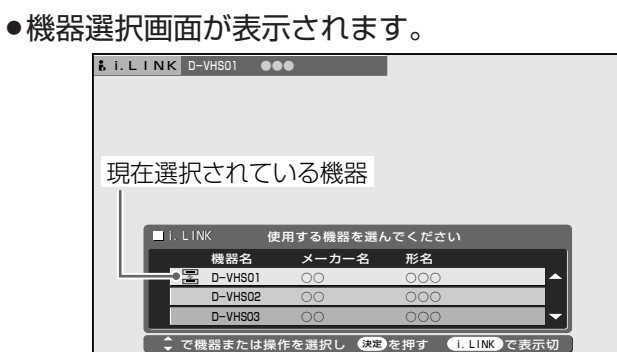 ●機器選択画面が表示されます。
i.LINK D-VHS01 ●●●
現在選択されている機器
i.LINK 使用する機器を選んでください
機器名 メーカー名 形名
D-VHS01 ○○ ○○○
D-VHS02 ○○ ○○○
D-VHS03 ○○ ○○○
で機器または操作を選択し 決定 を押す i.LINK で表示切